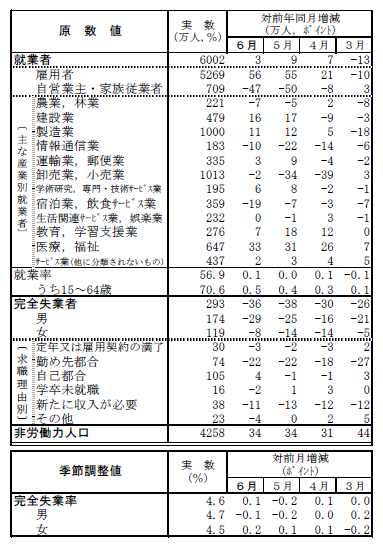 原 数 値 実 数 (万人,%) 対前年同月増減 (万人, ポイント)
6月 5月 4月 3月
就業者 6002 3 9 7 -13
雇用者 5269 56 55 21 -10
自営業主・家族従業者 709 -47 -50 -8 3
〔主な産業別就業者〕
農業，林業 221 -7 -5 2 -8
建設業 479 16 17 -9 -3
製造業 1000 11 12 5 -18
情報通信業 183 -10 -22 -14 -6
運輸業，郵便業 335 3 9 -4 -2
卸売業，小売業 1013 -2 -34 -39 3
学術研究，専門・技術サービス業 195 6 8 -2 -1
宿泊業，飲食サービス業 359 -19 -7 -3 -7
生活関連サービス業，娯楽業 232 0 -1 3 -1
教育，学習支援業 276 7 18 12 0
医療，福祉 647 33 31 26 7
サービス業(他に分類されないもの) 437 2 3 4 5
就業率 56.9 0.1 0.0 0.1 -0.1
うち15～64歳 70.6 0.5 0.4 0.3 0.1
完全失業者 293 -36 -38 -30 -26
男 174 -29 -25 -16 -21
女 119 -8 -14 -14 -5
〔求職理由別〕
定年又は雇用契約の満了 30 -3 -2 -3 2
勤め先都合 74 -22 -22 -18 -27
自己都合 105 4 -1 -1 3
学卒未就職 16 -2 1 3 0
新たに収入が必要 38 -11 -13 -12 -12
その他 23 -4 0 2 5
非労働力人口 4258 34 34 31 44
季節調整値 実 数 (%) 対前月増減 (ポイント)
6月 5月 4月 3月
完全失業率 4.6 0.1 -0.2 0.1 0.0
男 4.7 -0.1 -0.2 0.0 0.2
女 4.5 0.2 0.1 0.1 -0.2